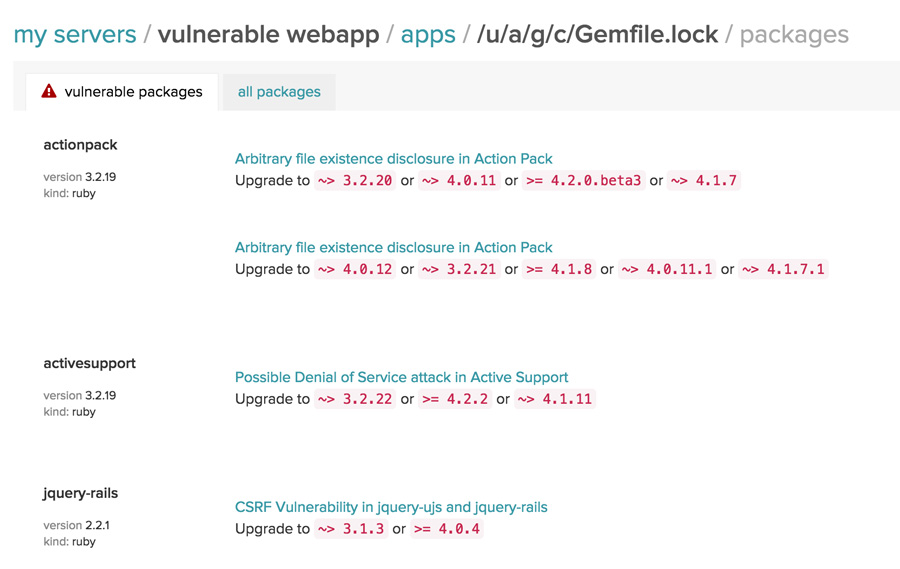 my servers / vulnerable webapp / apps / /u/a/g/c/Gemfile.lock / packages
vulnerable packages
all packages
actionpack
version 3.2.19
kind: ruby
Arbitrary file existence disclosure in Action Pack
Upgrade to ~> 3.2.20 or ~> 4.0.11 or >= 4.2.0.beta3 or ~> 4.1.7
Arbitrary file existence disclosure in Action Pack
Upgrade to ~> 4.0.12 or ~> 3.2.21 or >= 4.1.8 or ~> 4.0.11.1 or ~> 4.1.7.1
activesupport
version 3.2.19
kind: ruby
Possible Denial of Service attack in Active Support
Upgrade to ~> 3.2.22 or >= 4.2.2 or ~> 4.1.11
jquery-rails
version 2.2.1
kind: ruby
CSRF Vulnerability in jquery-ujs and jquery-rails
Upgrade to ~> 3.1.3 or >= 4.0.4